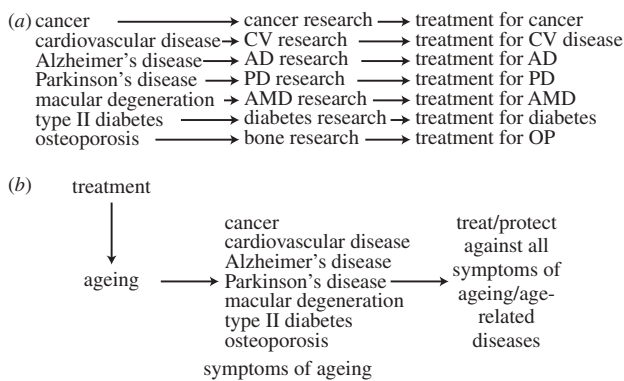 (a) cancer cancer research treatment for cancer
cardiovascular disease CV research treatment for CV disease
Alzheimer's disease AD research treatment for AD
Parkinson's disease PD research treatment for PD
macular degeneration AMD research treatment for AMD
type II diabetes diabetes research treatment for diabetes
osteoporosis bone research treatment for OP
(b) treatment
ageing
cancer
cardiovascular disease
Alzheimer's disease
Parkinson's disease
macular degeneration
type II diabetes
osteoporosis
symptoms of ageing
treat/protect
against all
symptoms of
ageing/age-
related
diseases